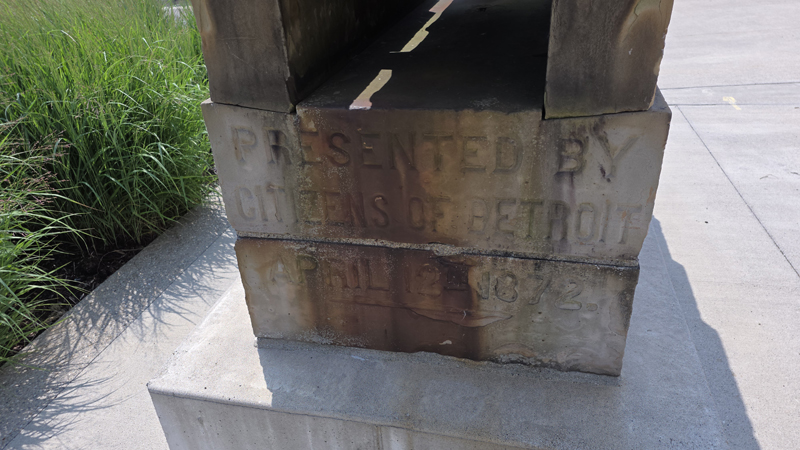 PRESENTED BY
CITIZENS OF DETROIT
APRIL 12 1872